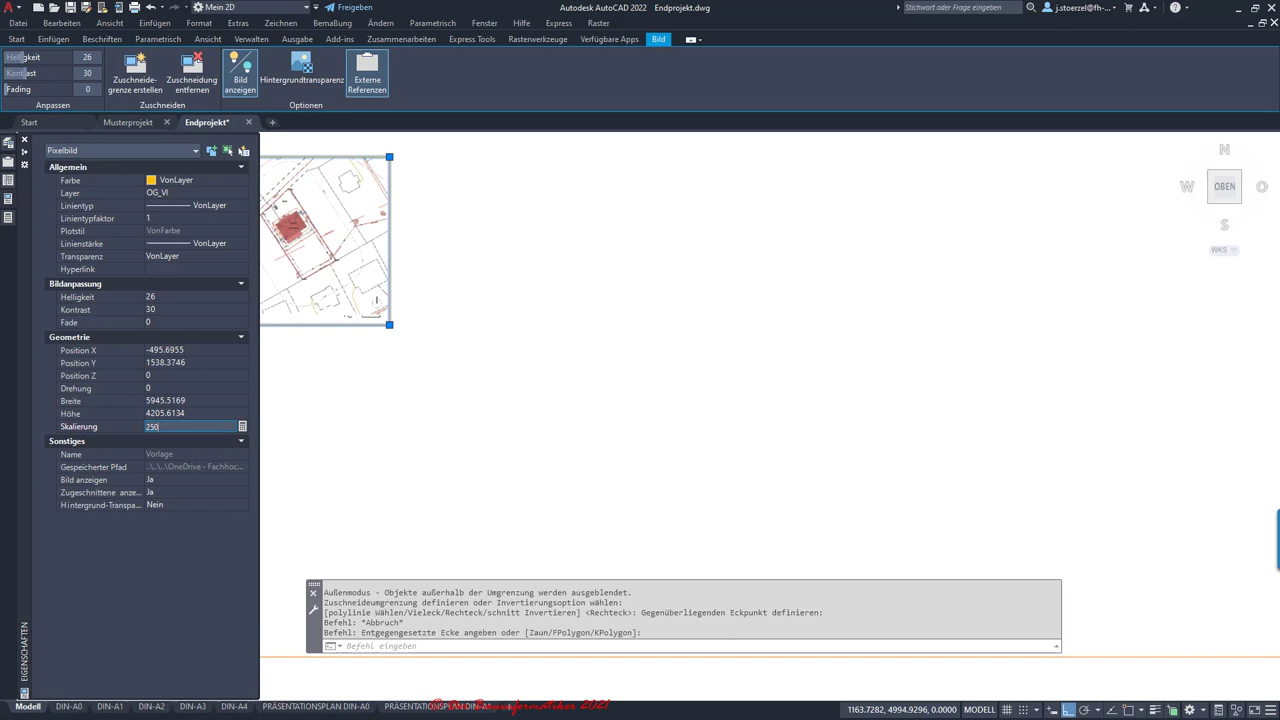 Mein 2D
Freigeben
Autodesk AutoCAD 2022 Endprojekt.dwg
Stichwort oder Frage eingeben
j.stoerzel@fh-...
Datei Bearbeiten Ansicht Einfügen Format Extras Zeichnen Bemaßung Ändern Parametrisch Fenster Hilfe Express Raster
Start Einfügen Beschriften Parametrisch Ansicht Verwalten Ausgabe Add-ins Zusammenarbeiten Express Tools Rasterwerkzeuge Verfügbare Apps Bild
Helligkeit 26
Kontrast 30
Fading 0
Anpassen
Zuschneide-
grenze erstellen
Zuschneidung
entfernen
Zuschneiden
Bild
anzeigen
Hintergrundtransparenz
Externe
Referenzen
Optionen
Start Musterprojekt Endprojekt*
Pixelbild
Allgemein
Farbe VonLayer
Layer OG_VI
Linientyp VonLayer
Linientypfaktor 1
Plotstil VonFarbe
Linienstärke VonLayer
Transparenz VonLayer
Hyperlink
Bildanpassung
Helligkeit 26
Kontrast 30
Fade 0
Geometrie
Position X -495.6955
Position Y 1538.3746
Position Z 0
Drehung 0
Breite 5945.5169
Höhe 4205.6134
Skalierung 250
Sonstiges
Name Vorlage
Gespeicherter Pfad ..\..\..\OneDrive - Fachhoc...
Bild anzeigen Ja
Zugeschnittene anze... Ja
Hintergrund-Transpa... Nein
EIGENSCHAFTEN
N
W OBEN O
S
WKS
Außenmodus - Objekte außerhalb der Umgrenzung werden ausgeblendet.
Zuschneideumgrenzung definieren oder Invertierungsoption wählen:
[polylinie Wählen/Vieleck/Rechteck/schnitt Invertieren] <Rechteck>: Gegenüberliegenden Eckpunkt definieren:
Befehl: *Abbruch*
Befehl: Entgegengesetzte Ecke angeben oder [Zaun/FPolygon/KPolygon]:
Befehl eingeben
Modell DIN-A0 DIN-A1 DIN-A2 DIN-A3 DIN-A4 PRÄSENTATIONSPLAN DIN-A0 PRÄSENTATIONSPLAN DIN-A1
© Der Bauinformatiker 2021
1163.7282, 4994.9296, 0.0000 MODELL